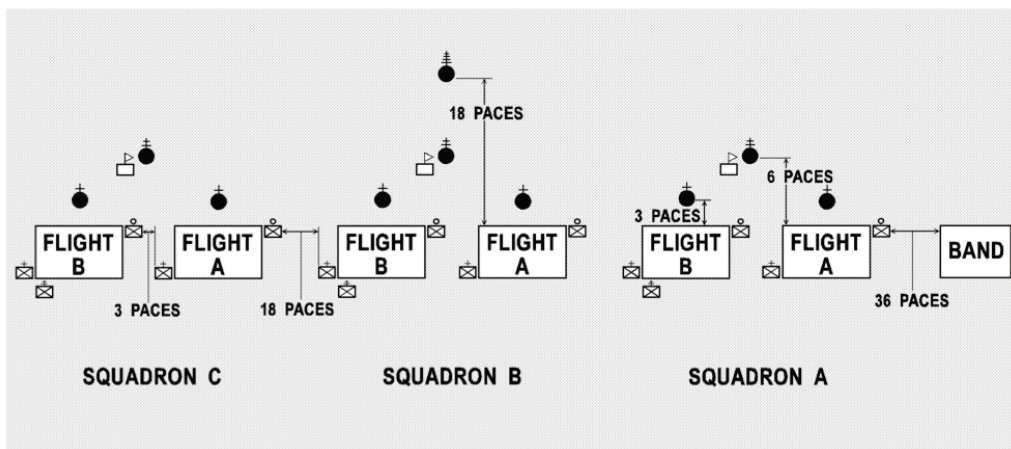 18 PACES
6 PACES
3 PACES
FLIGHT
B
FLIGHT
A
FLIGHT
B
FLIGHT
A
FLIGHT
B
FLIGHT
A
BAND
3 PACES
18 PACES
36 PACES
SQUADRON C
SQUADRON B
SQUADRON A